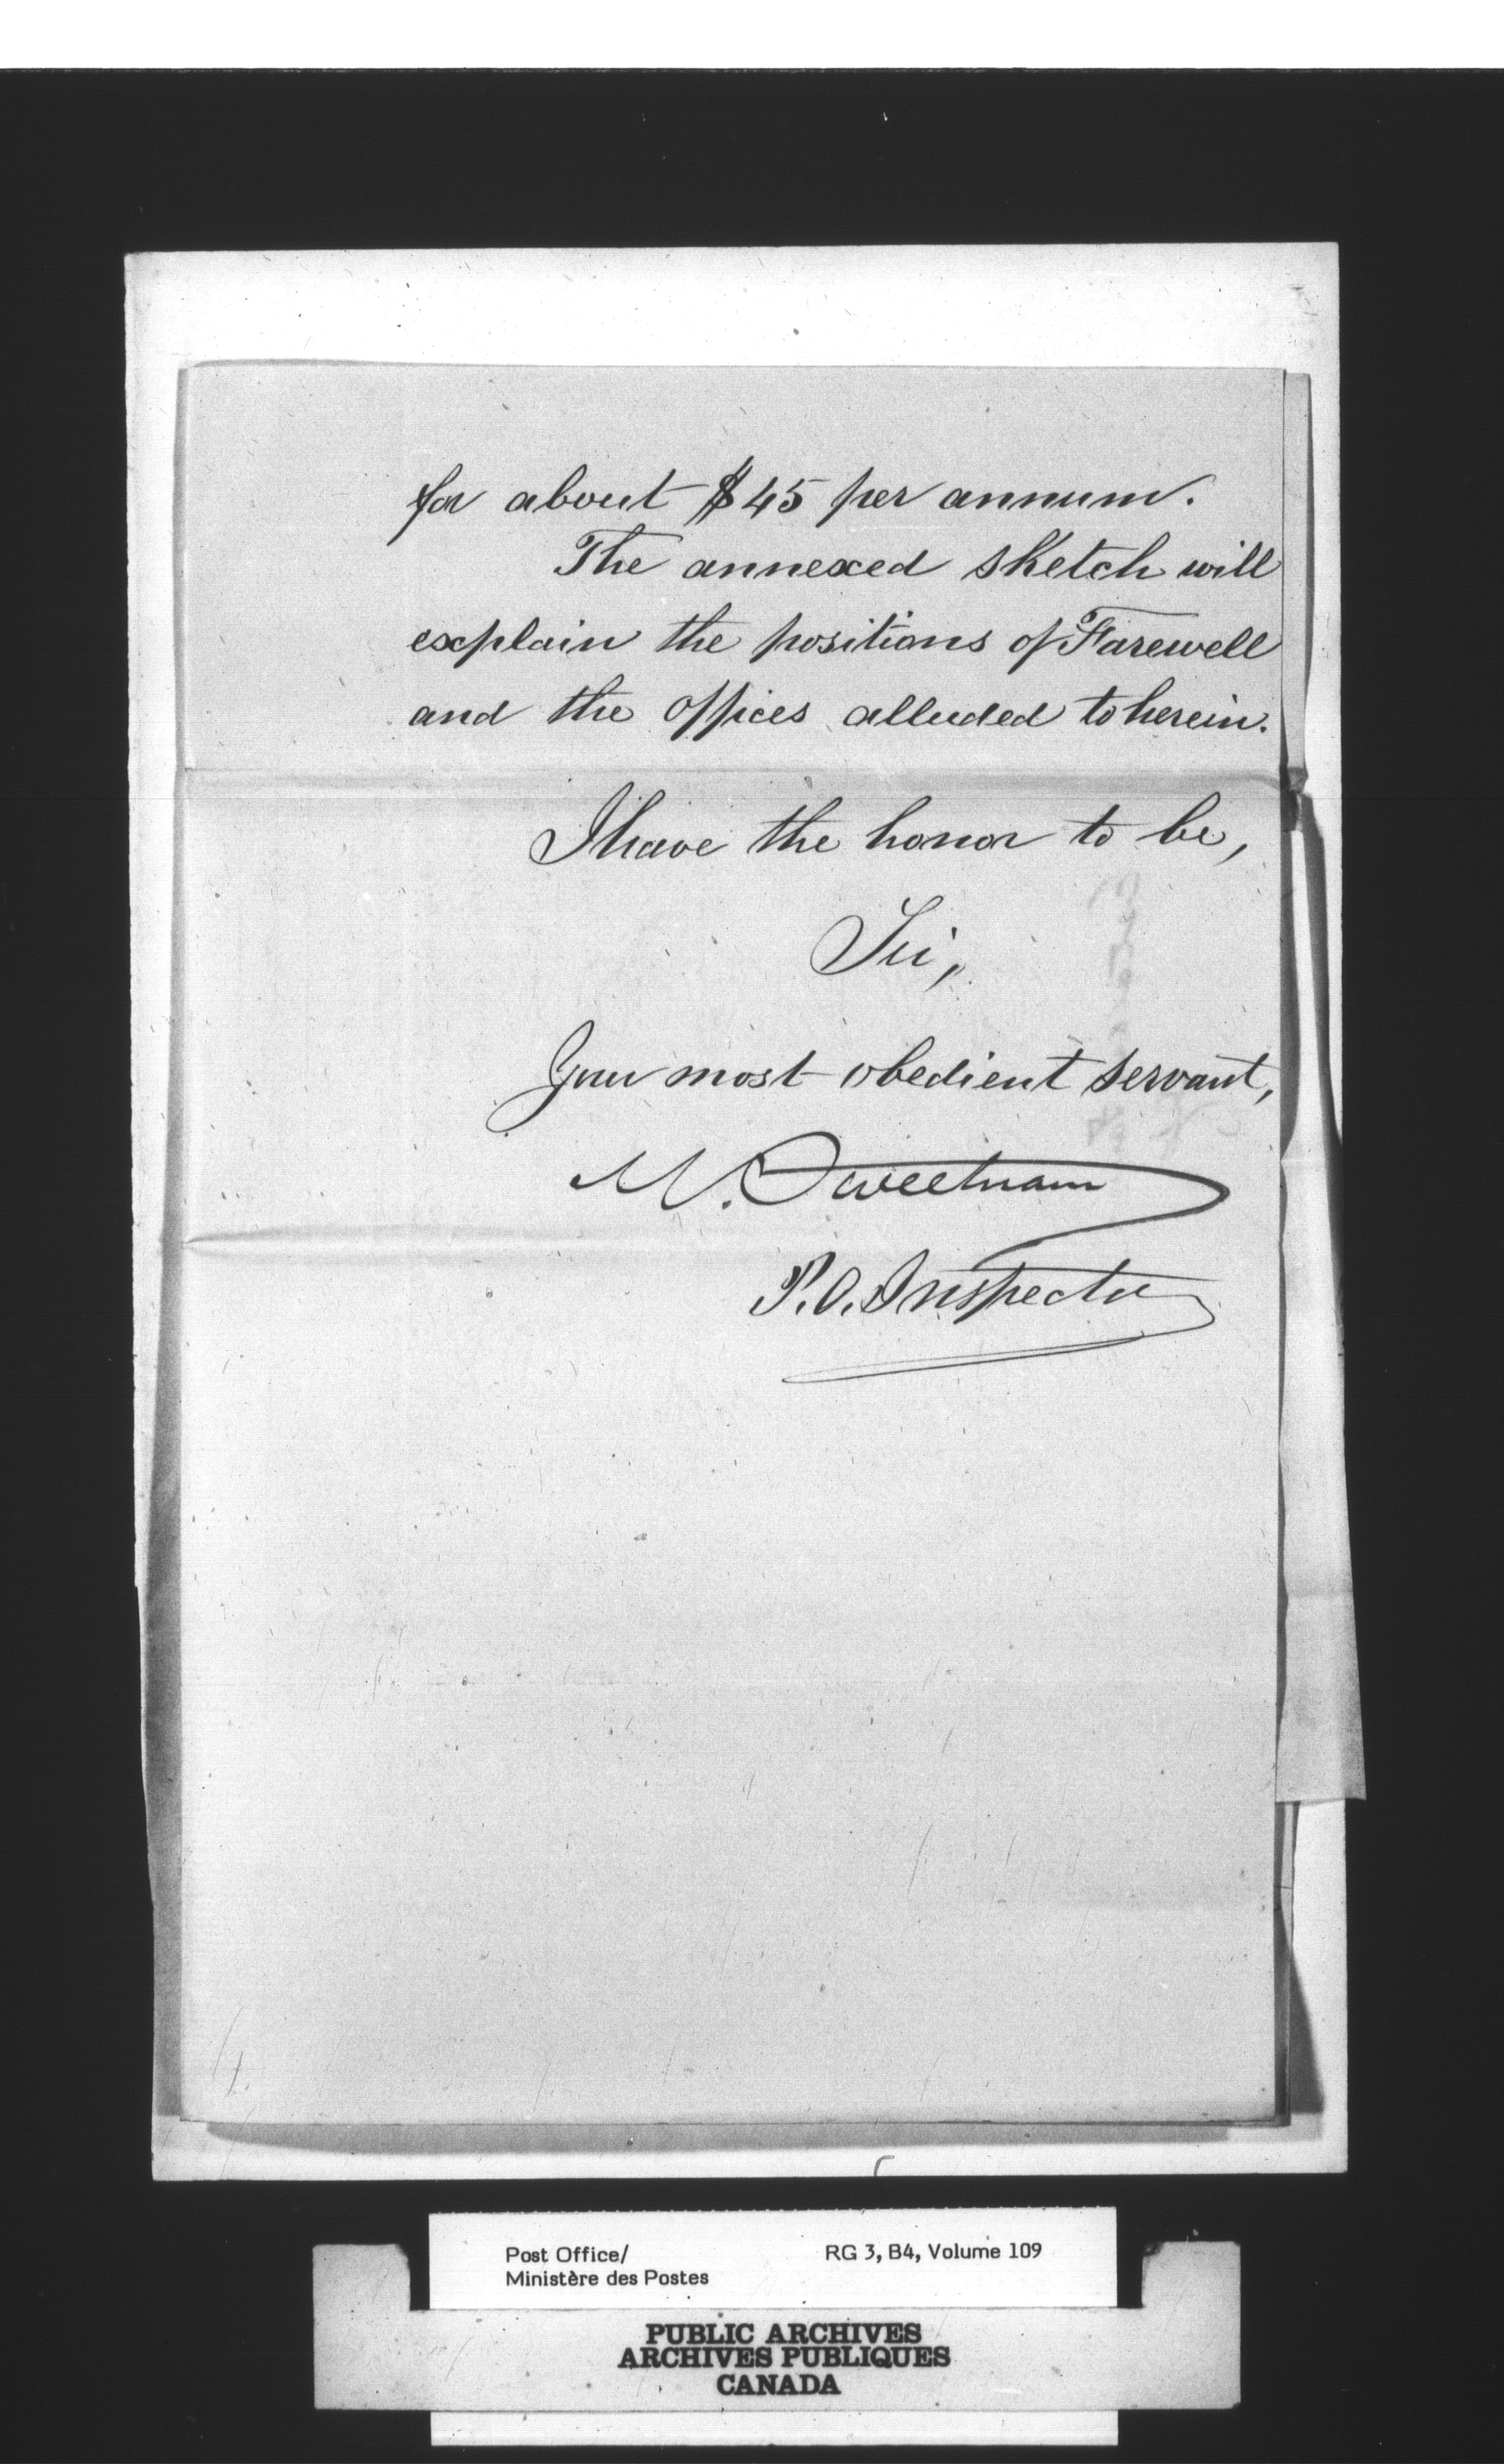 for about $45 per annum.
The annexed sketch will
explain the positions of Farewell
and the offices alluded to herein.
I have the honor to be,
Sir,
Your most obedient servant,
M. Sweetnam
P.O. Inspector
Post Office/
Ministère des Postes
RG 3, B4, Volume 109
PUBLIC ARCHIVES
ARCHIVES PUBLIQUES
CANADA